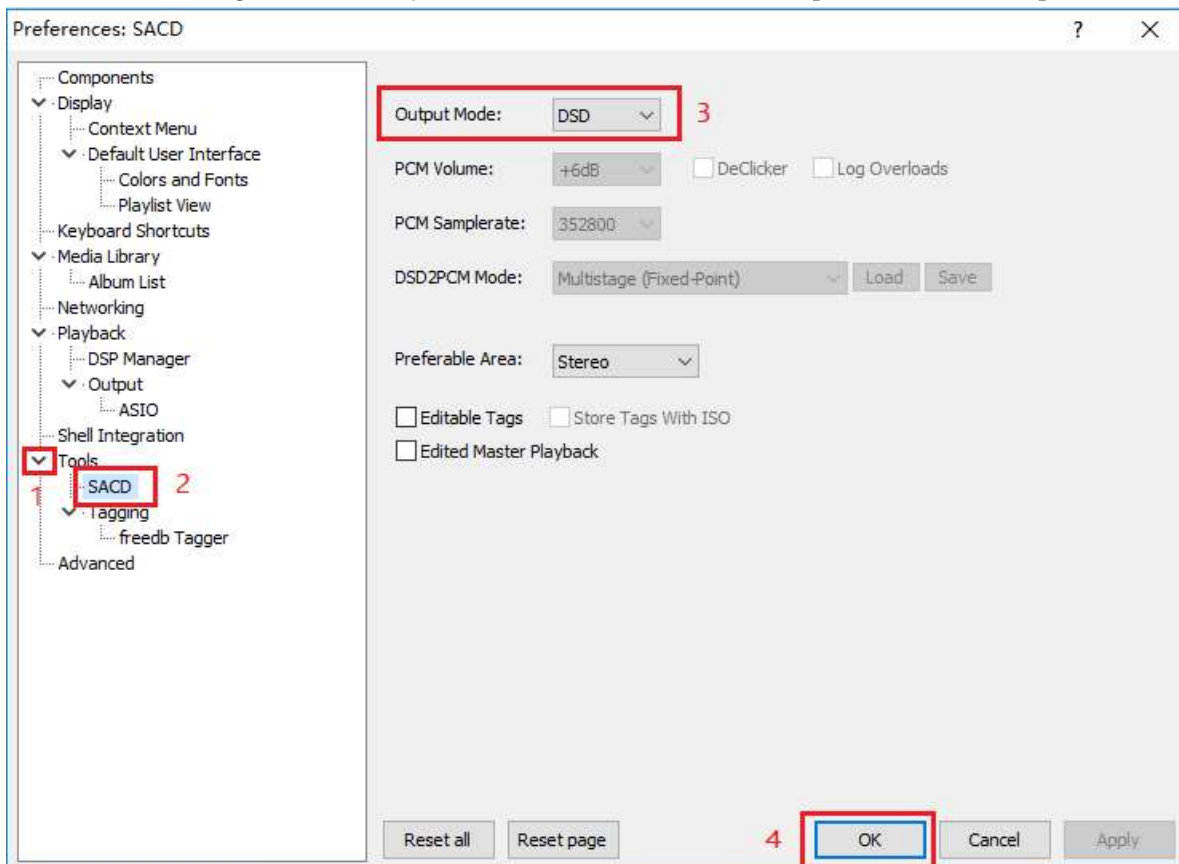 Preferences: SACD ? X
Components
Display
Context Menu
Default User Interface
Colors and Fonts
Playlist View
Keyboard Shortcuts
Media Library
Album List
Networking
Playback
DSP Manager
Output
ASIO
Shell Integration
Tools
1
SACD 2
Tagging
freedb Tagger
Advanced
Output Mode: DSD 3
PCM Volume: +6dB DeClicker Log Overloads
PCM Samplerate: 352800
DSD2PCM Mode: Multistage (Fixed-Point) Load Save
Preferable Area: Stereo
Editable Tags Store Tags With ISO
Edited Master Playback
Reset all Reset page 4 OK Cancel Apply